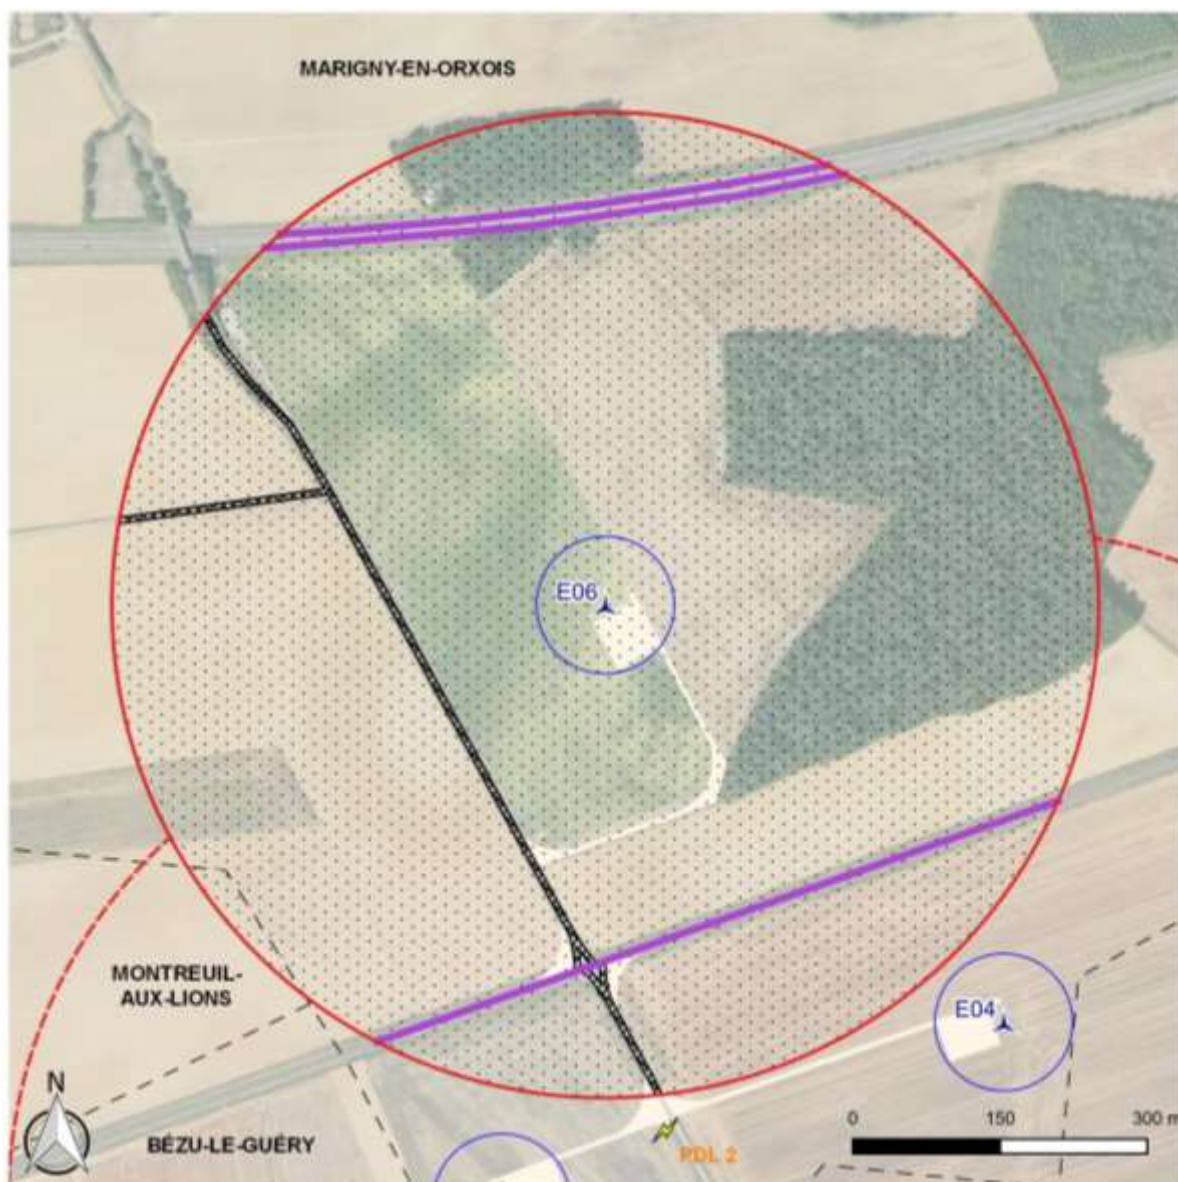 MARIGNY-EN-ORXOIS
E06
MONTREUIL-
AUX-LIONS
E04
N
0 150 300 m
BÉZU-LE-GUÉRY
PDL 2